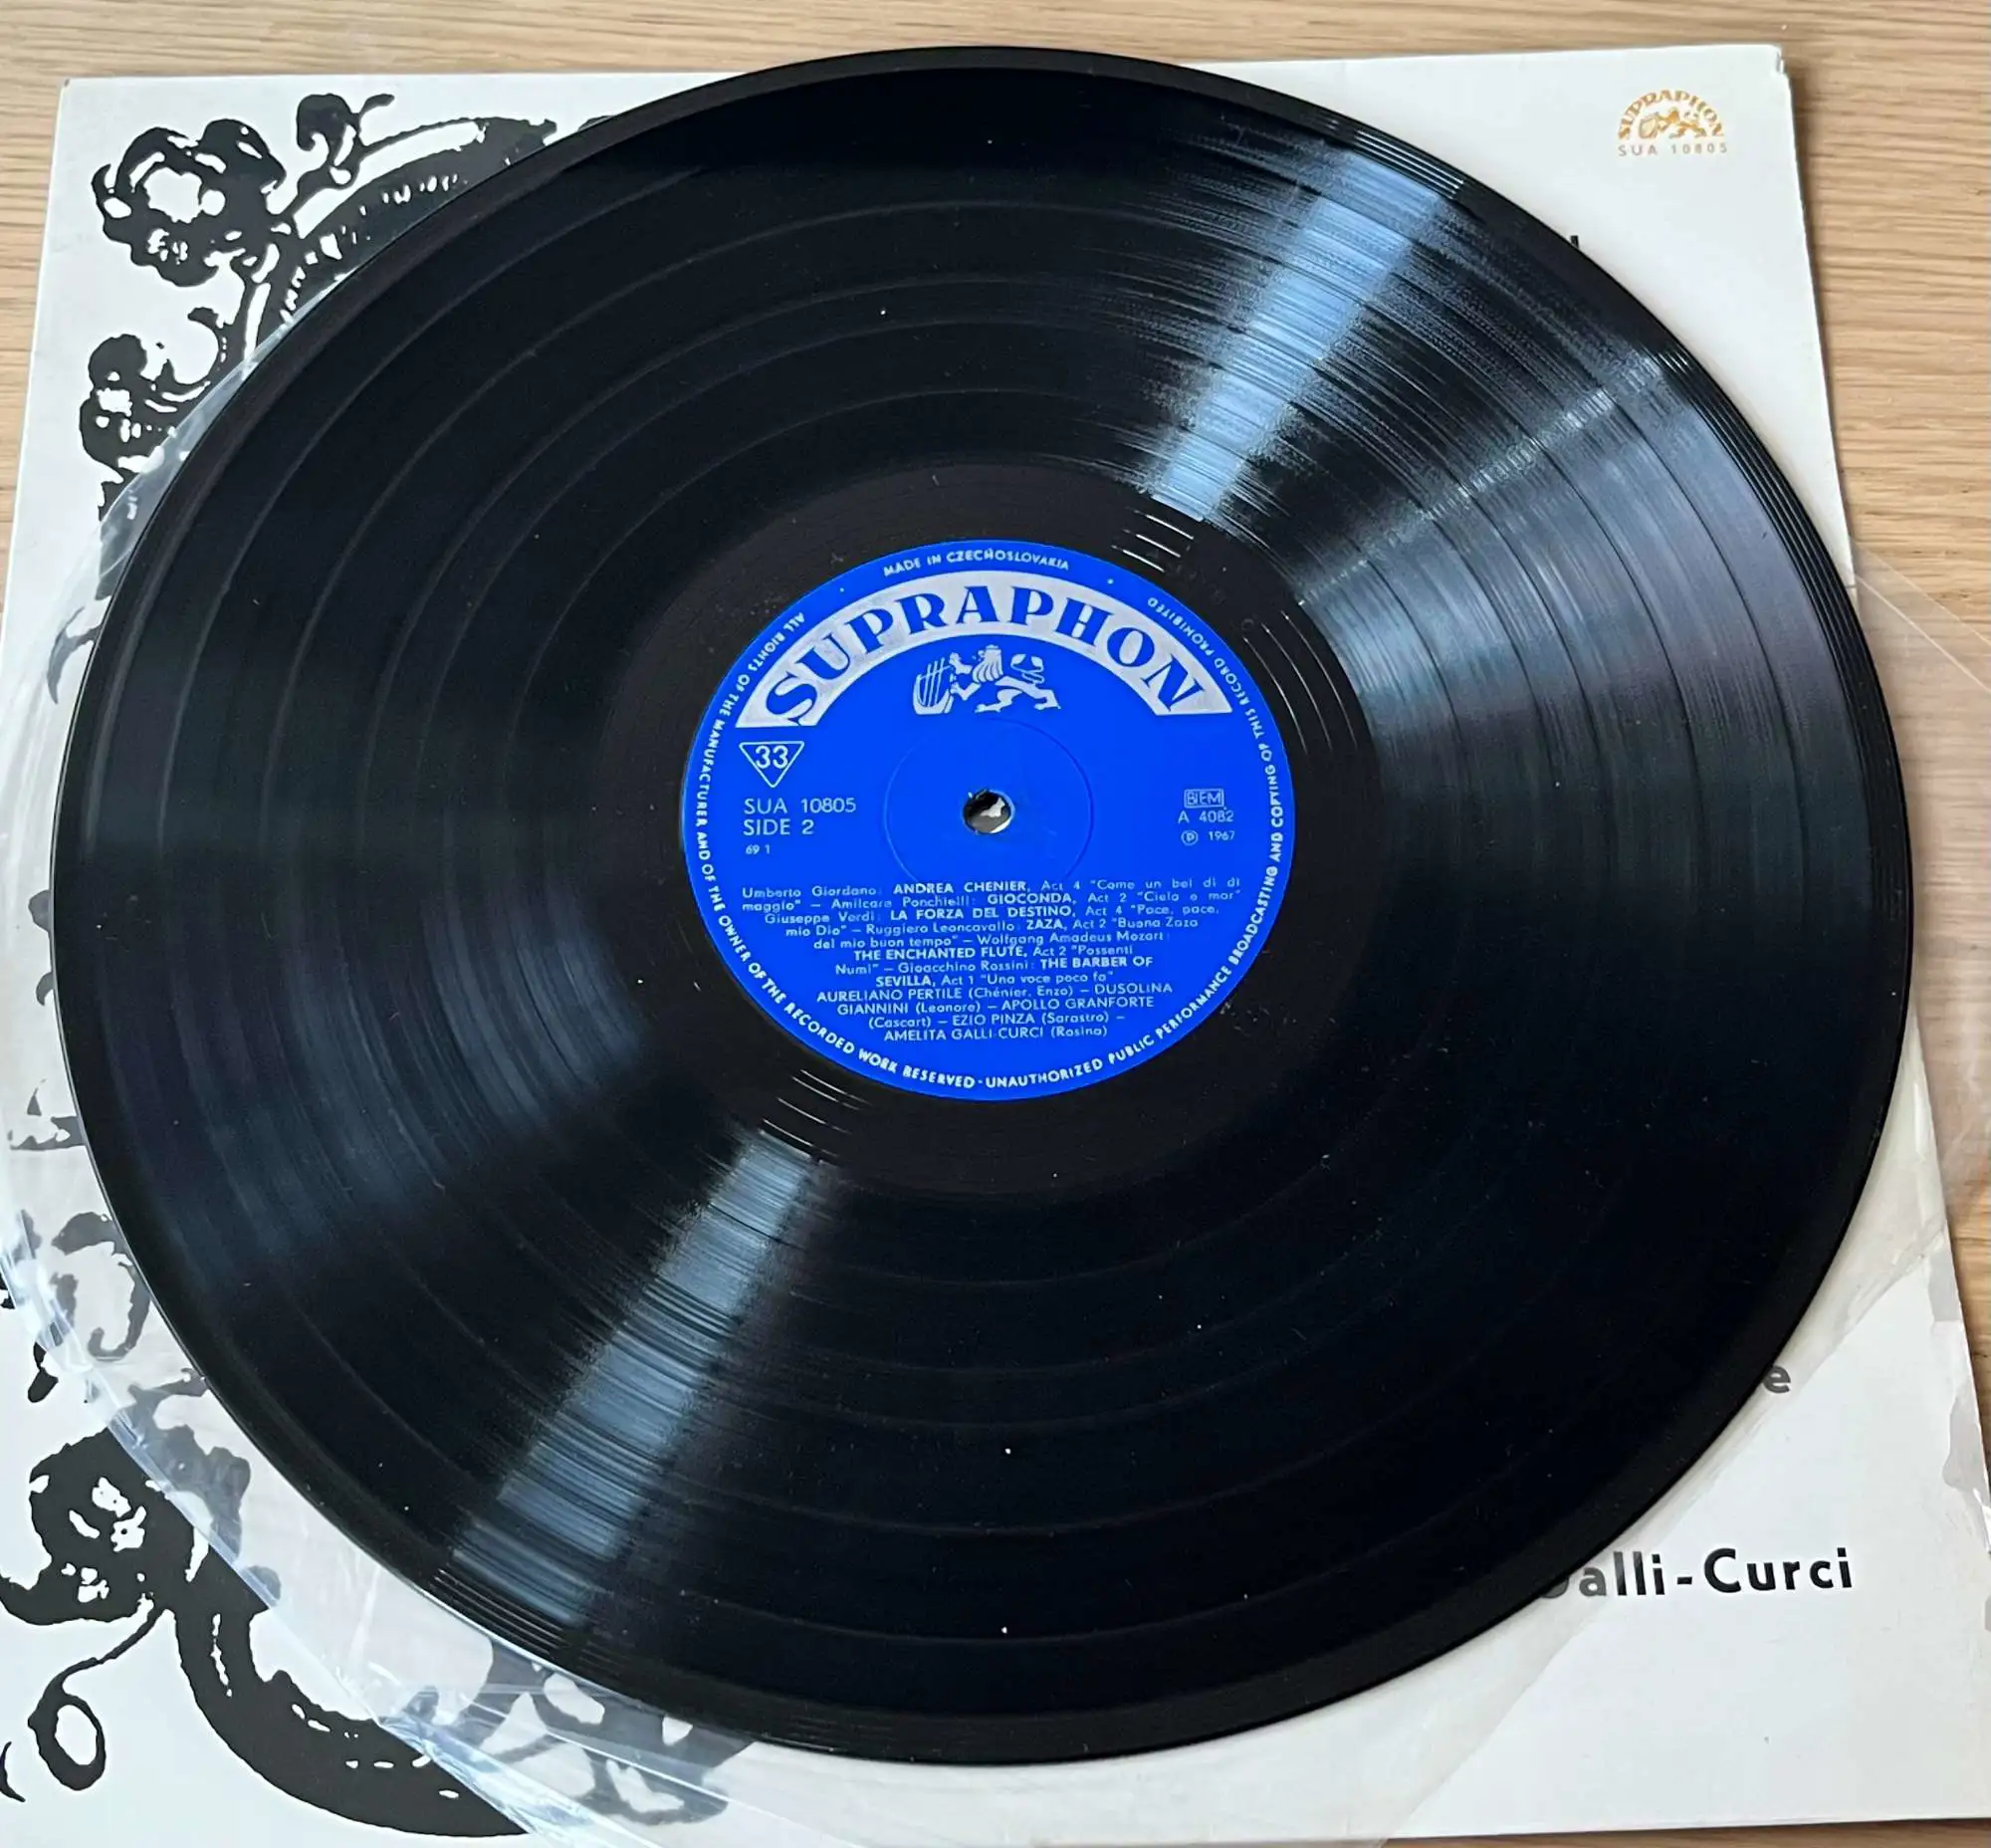 SUPRAPHON
SUA 10805
MADE IN CZECHOSLOVAKIA
ALL RIGHTS OF THE MANUFACTURER AND OF THE OWNER OF THE RECORDED WORK RESERVED · UNAUTHORIZED PUBLIC PERFORMANCE BROADCASTING AND COPYING OF THIS RECORD PROHIBITED
SUPRAPHON
33
SUA 10805
SIDE 2
69 1
BIEM
A 4082
Ⓟ 1967
Umberto Giordano: ANDREA CHENIER, Act 4 "Come un bel di di
maggio" – Amilcare Ponchielli: GIOCONDA, Act 2 "Cielo e mar"
Giuseppe Verdi: LA FORZA DEL DESTINO, Act 4 "Pace, pace,
mio Dio" – Ruggiero Leoncavallo: ZAZA, Act 2 "Buona Zaza
del mio buon tempo" – Wolfgang Amadeus Mozart:
THE ENCHANTED FLUTE, Act 2 "Possenti
Numi" – Gioacchino Rossini: THE BARBER OF
SEVILLA, Act 1 "Una voce poco fa"
AURELIANO PERTILE (Chénier, Enzo) – DUSOLINA
GIANNINI (Leonore) – APOLLO GRANFORTE
(Cascart) – EZIO PINZA (Sarastro) –
AMELITA GALLI-CURCI (Rosina)
e
alli-Curci